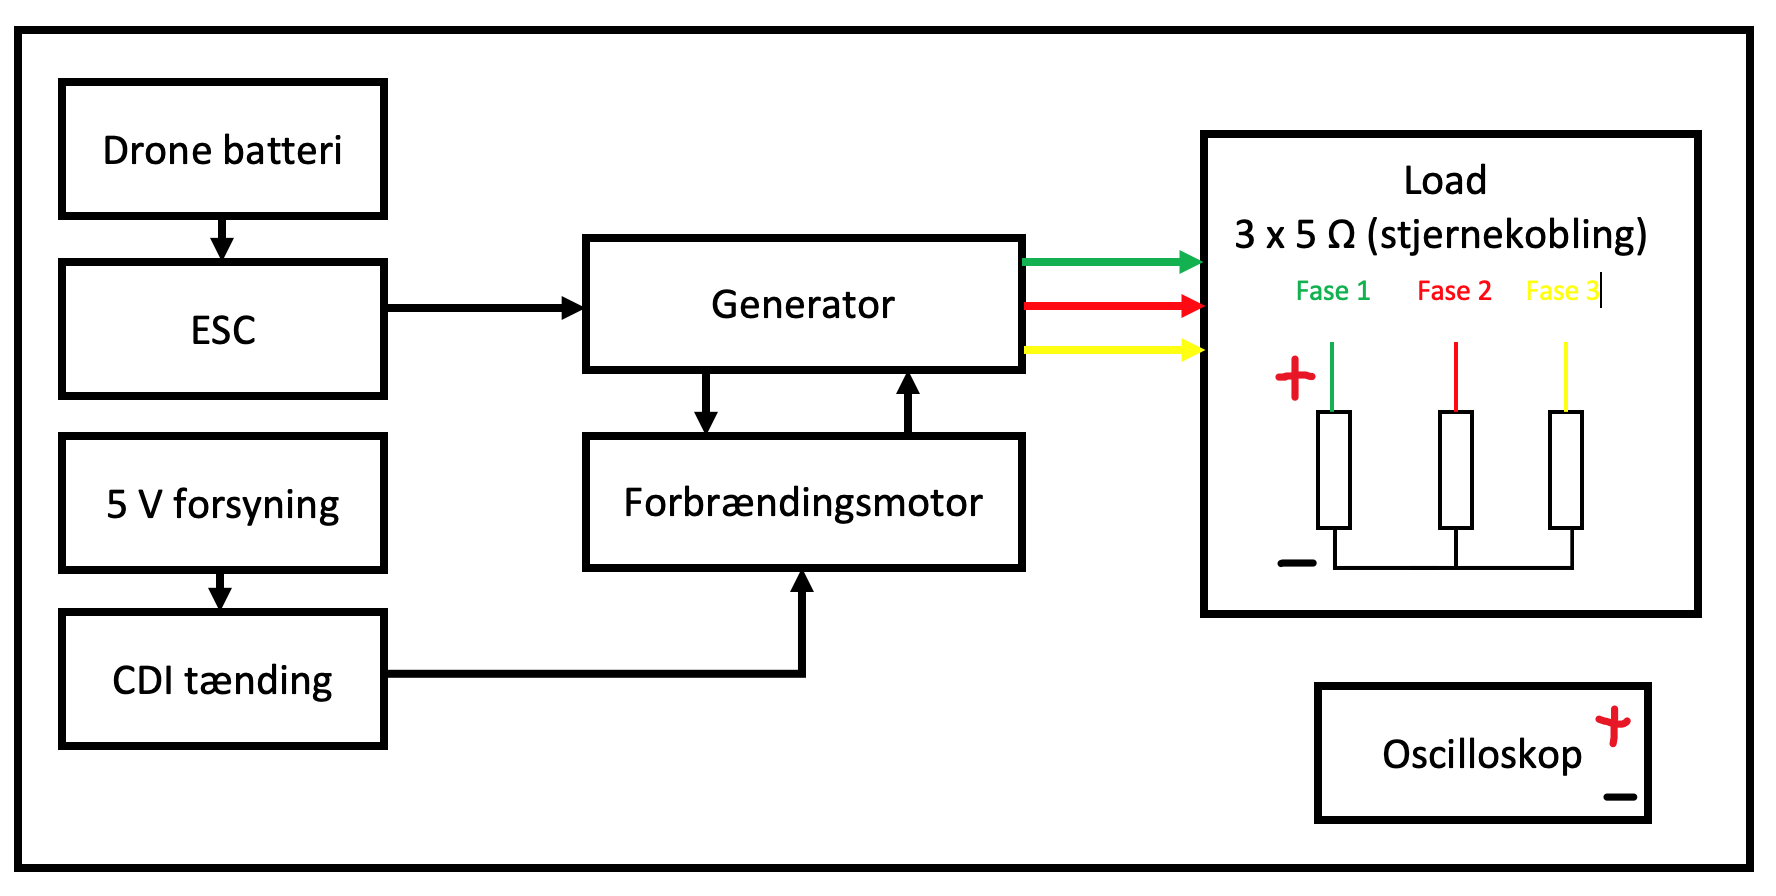 Drone batteri
ESC
5 V forsyning
CDI tænding
Generator
Forbrændingsmotor
Load
3 x 5 Ω (stjernekobling)
Fase 1 Fase 2 Fase 3
+
−
Oscilloskop
+
−